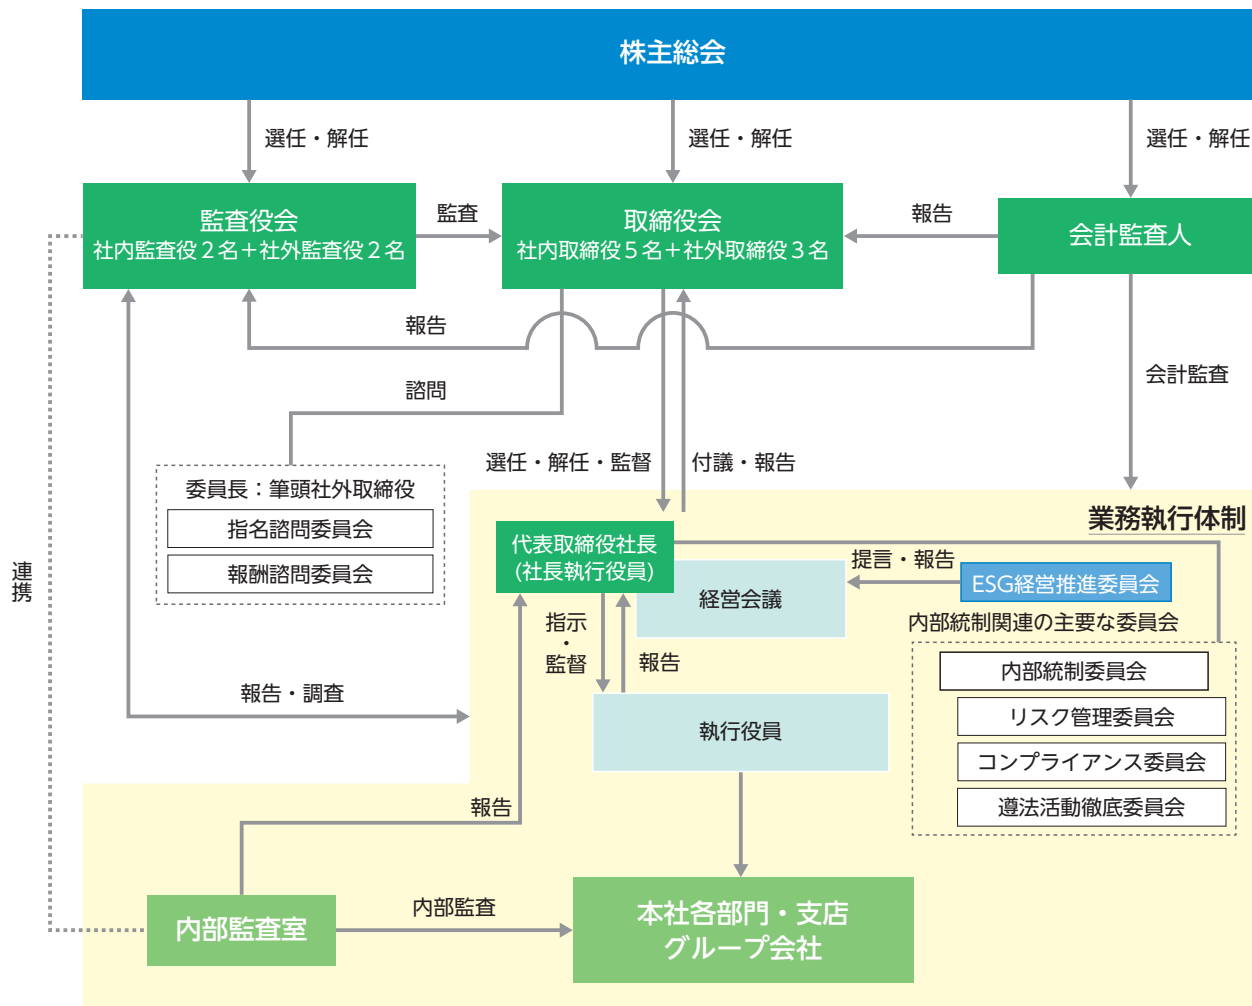 株主総会
選任・解任
選任・解任
選任・解任
監査役会
社内監査役2名＋社外監査役2名
監査
取締役会
社内取締役5名＋社外取締役3名
報告
会計監査人
報告
諮問
会計監査
選任・解任・監督
付議・報告
委員長：筆頭社外取締役
指名諮問委員会
報酬諮問委員会
業務執行体制
代表取締役社長
(社長執行役員)
経営会議
提言・報告
ESG経営推進委員会
連携
指示
・
監督
報告
内部統制関連の主要な委員会
内部統制委員会
リスク管理委員会
コンプライアンス委員会
遵法活動徹底委員会
報告・調査
執行役員
報告
内部監査室
内部監査
本社各部門・支店
グループ会社